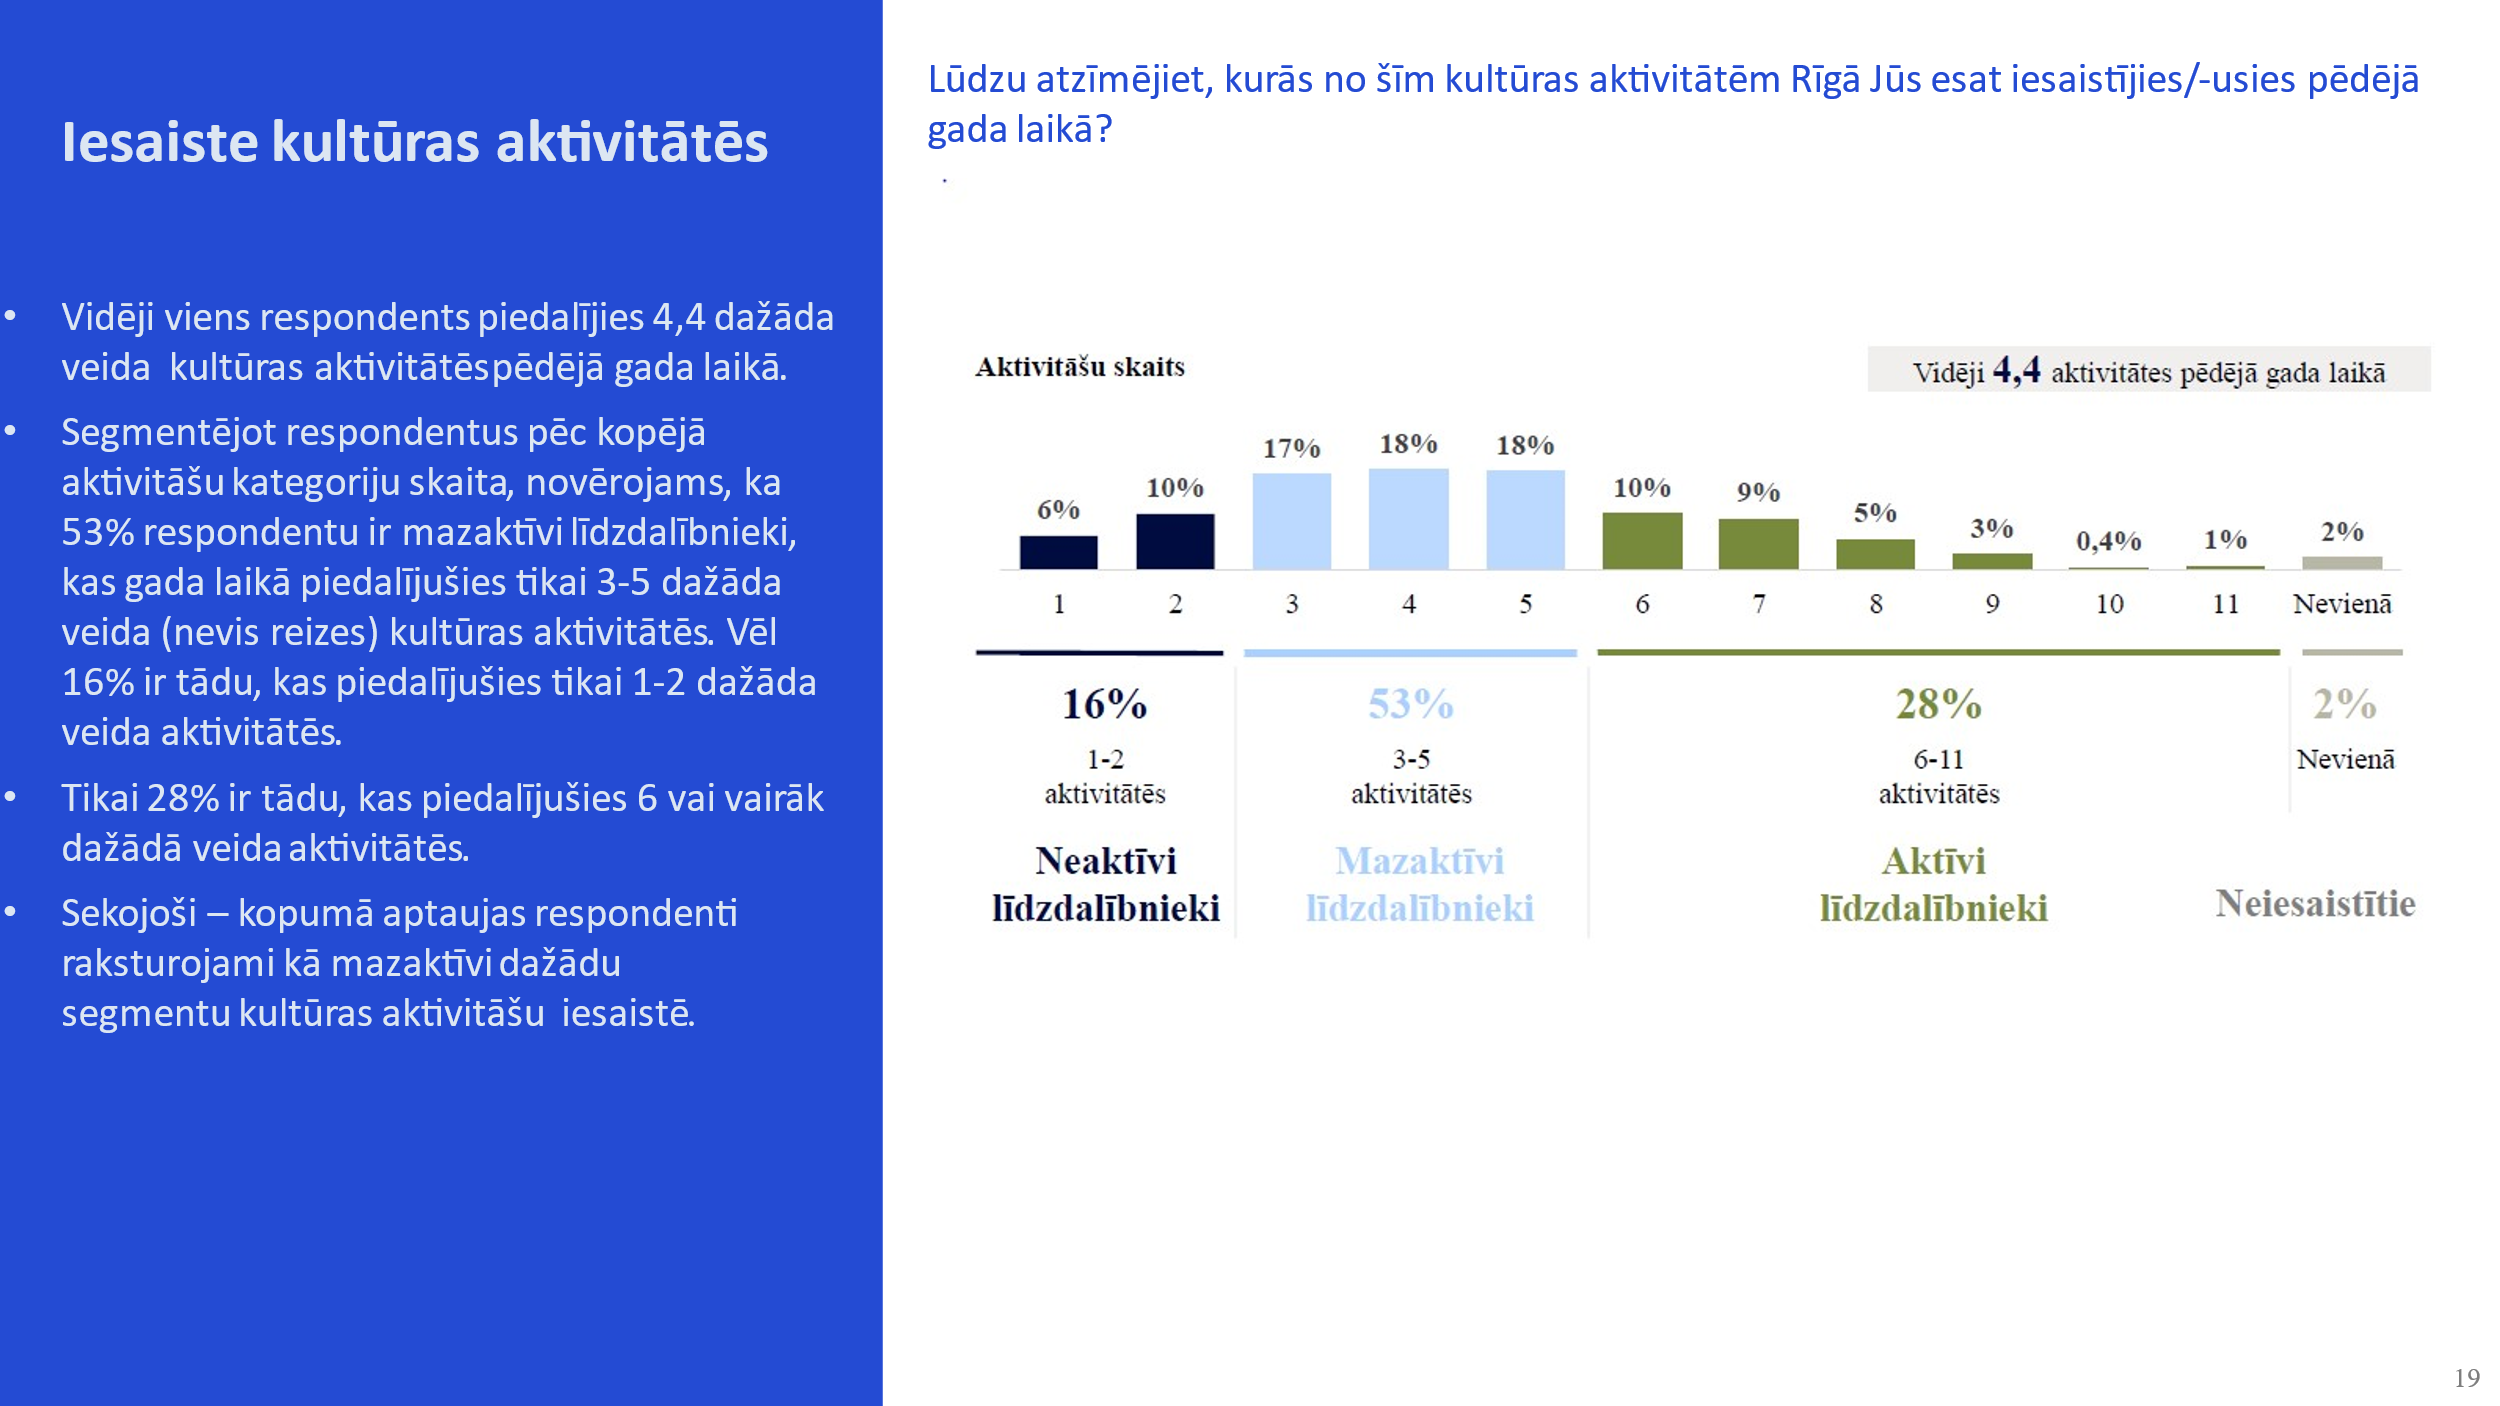 Iesaiste kultūras aktivitātēs
• Vidēji viens respondents piedalījies 4,4 dažāda
veida kultūras aktivitātēspēdējā gada laikā.
• Segmentējot respondentus pēc kopējā
aktivitāšu kategoriju skaita, novērojams, ka
53% respondentu ir mazaktīvi līdzdalībnieki,
kas gada laikā piedalījušies tikai 3-5 dažāda
veida (nevis reizes) kultūras aktivitātēs. Vēl
16% ir tādu, kas piedalījušies tikai 1-2 dažāda
veida aktivitātēs.
• Tikai 28% ir tādu, kas piedalījušies 6 vai vairāk
dažādā veida aktivitātēs.
• Sekojoši – kopumā aptaujas respondenti
raksturojami kā mazaktīvi dažādu
segmentu kultūras aktivitāšu iesaistē.
Lūdzu atzīmējiet, kurās no šīm kultūras aktivitātēm Rīgā Jūs esat iesaistījies/-usies pēdējā
gada laikā?
.
Aktivitāšu skaits
Vidēji 4,4 aktivitātes pēdējā gada laikā
6% 10% 17% 18% 18% 10% 9% 5% 3% 0,4% 1% 2%
1 2 3 4 5 6 7 8 9 10 11 Nevienā
16% 53% 28% 2%
1-2 3-5 6-11 Nevienā
aktivitātēs aktivitātēs aktivitātēs
Neaktīvi Mazaktīvi Aktīvi
līdzdalībnieki līdzdalībnieki līdzdalībnieki Neiesaistītie
19